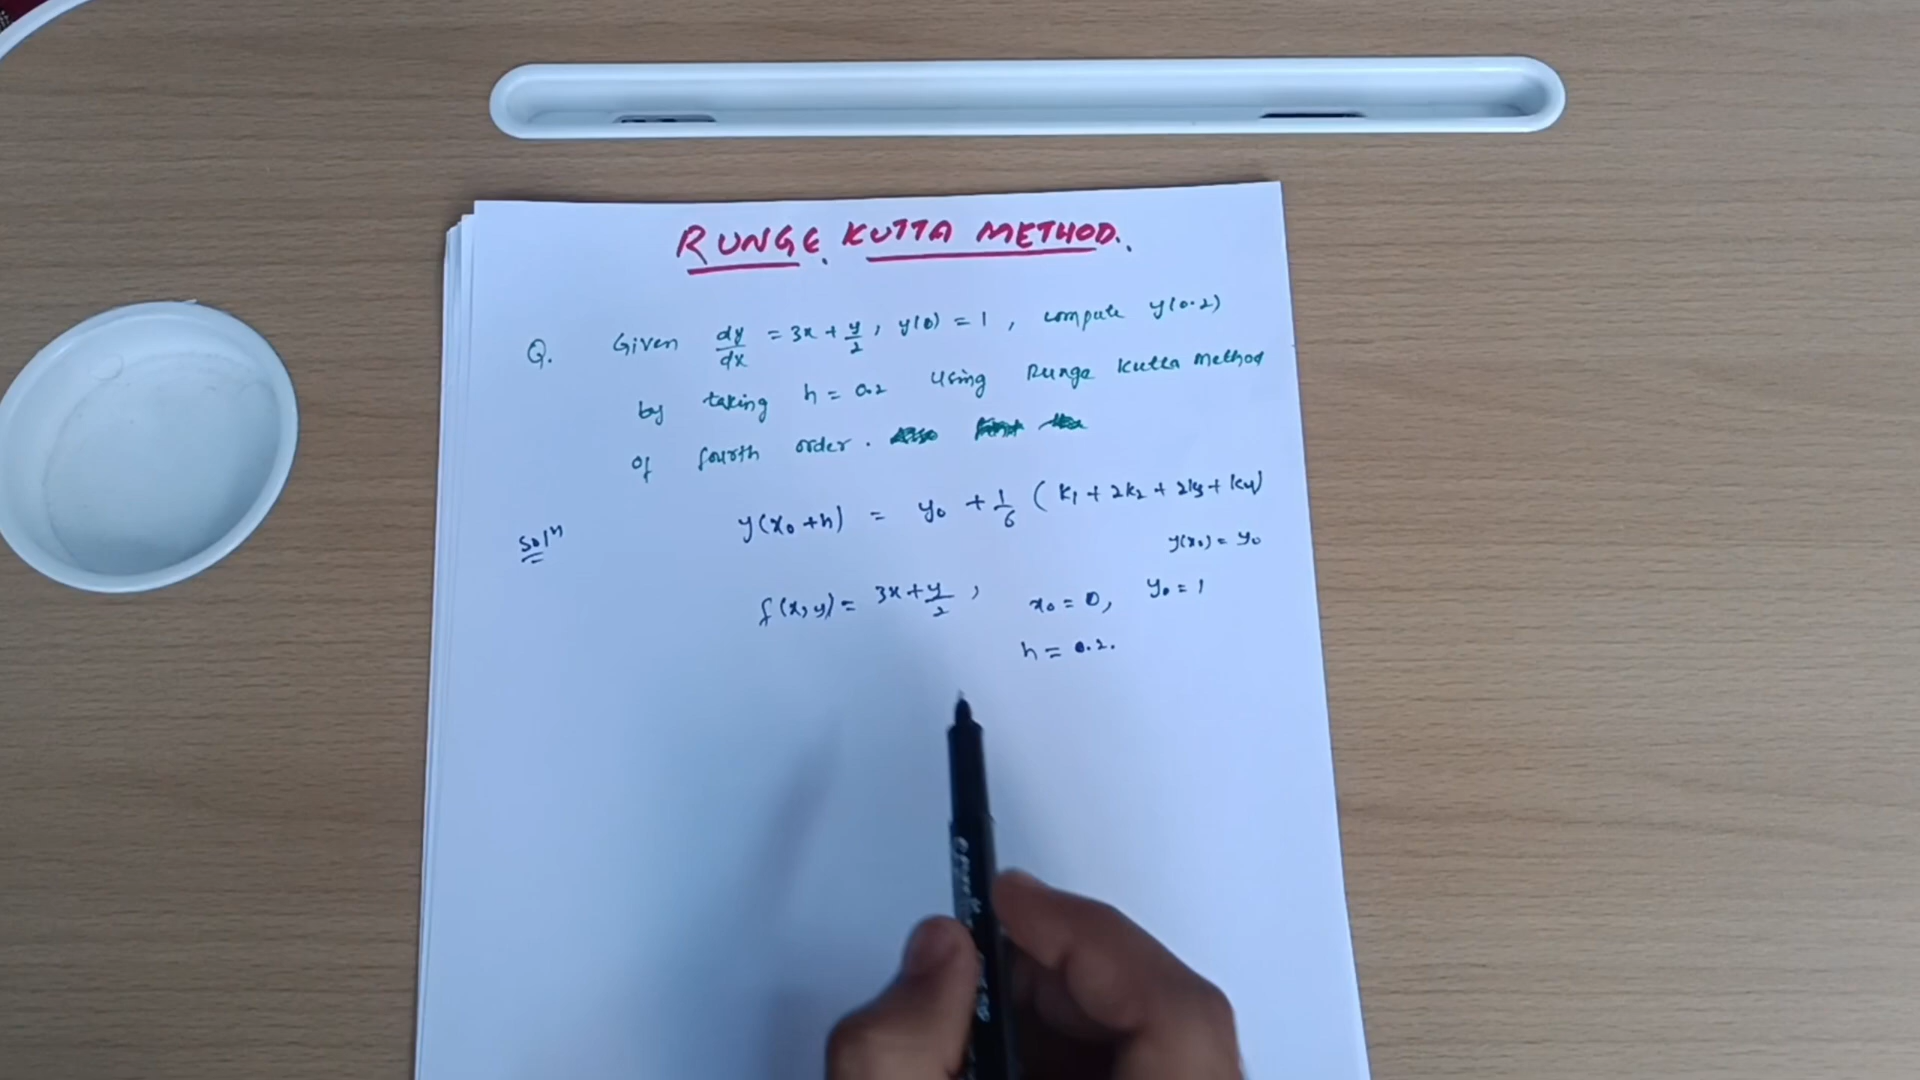 RUNGE KUTTA METHOD.
Q. Given dy/dx = 3x + y/2, y(0) = 1, compute y(0.2)
by taking h = 0.2 using Runge Kutta Method
of fourth order.
Solⁿ y(x₀+h) = y₀ + 1/6 (k₁ + 2k₂ + 2k₃ + k₄)
y(x₀) = y₀
f(x,y) = 3x+y/2, x₀ = 0, y₀ = 1
h = 0.2.